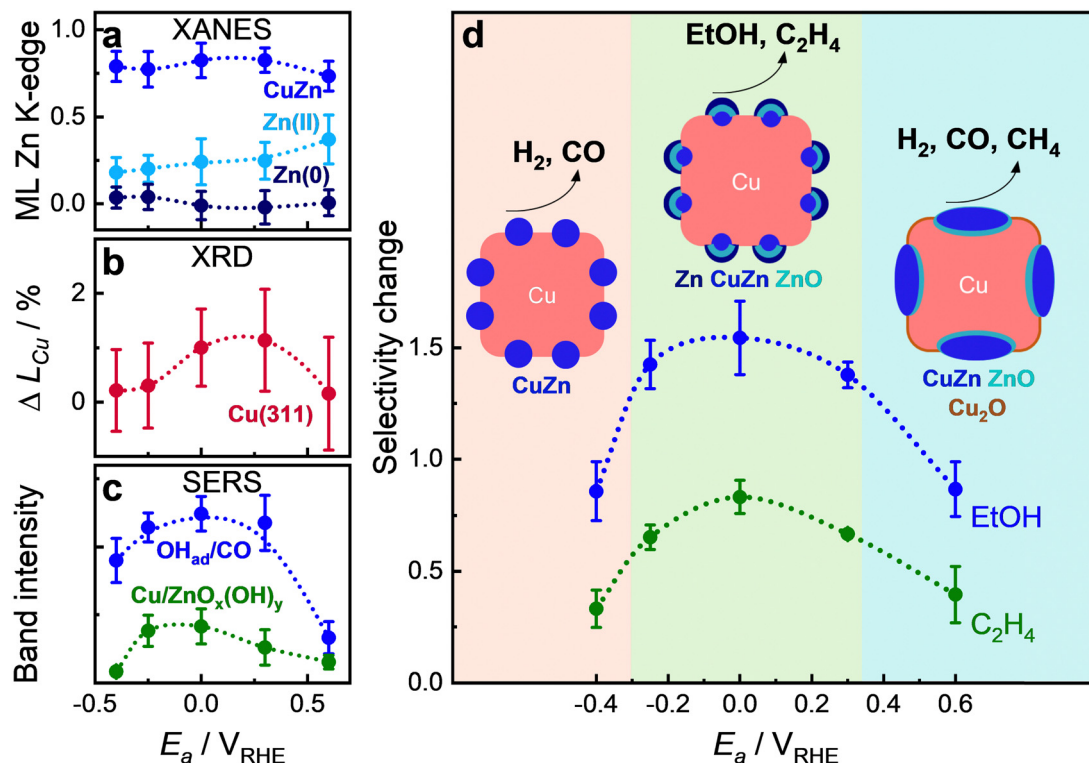 a XANES
ML Zn K-edge
1.0
0.5
0.0
CuZn
Zn(II)
Zn(0)
b XRD
Δ L_Cu / %
2
0
Cu(311)
c SERS
Band intensity
OH_ad/CO
Cu/ZnO_x(OH)_y
-0.5 0.0 0.5
E_a / V_RHE
d
Selectivity change
1.5
1.0
0.5
0.0
H₂, CO
Cu
CuZn
EtOH, C₂H₄
Cu
Zn CuZn ZnO
H₂, CO, CH₄
Cu
CuZn ZnO
Cu₂O
EtOH
C₂H₄
-0.4 -0.2 0.0 0.2 0.4 0.6
E_a / V_RHE